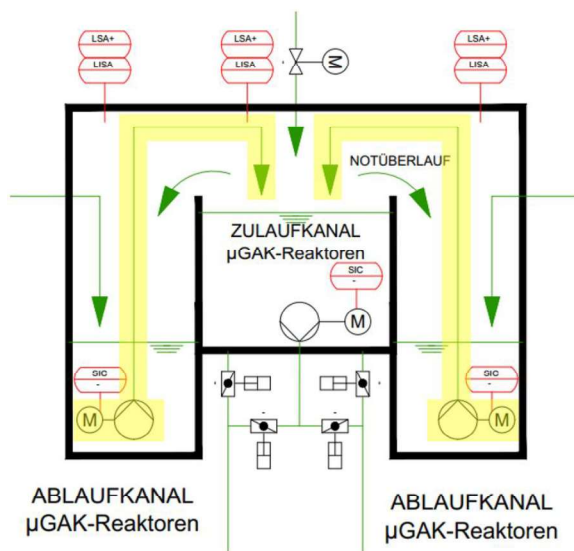 LSA+
LISA
LSA+
LISA
M
LSA+
LISA
NOTÜBERLAUF
ZULAUFKANAL
µGAK-Reaktoren
SIC
-
M
SIC
-
M
SIC
-
M
ABLAUFKANAL
µGAK-Reaktoren
ABLAUFKANAL
µGAK-Reaktoren